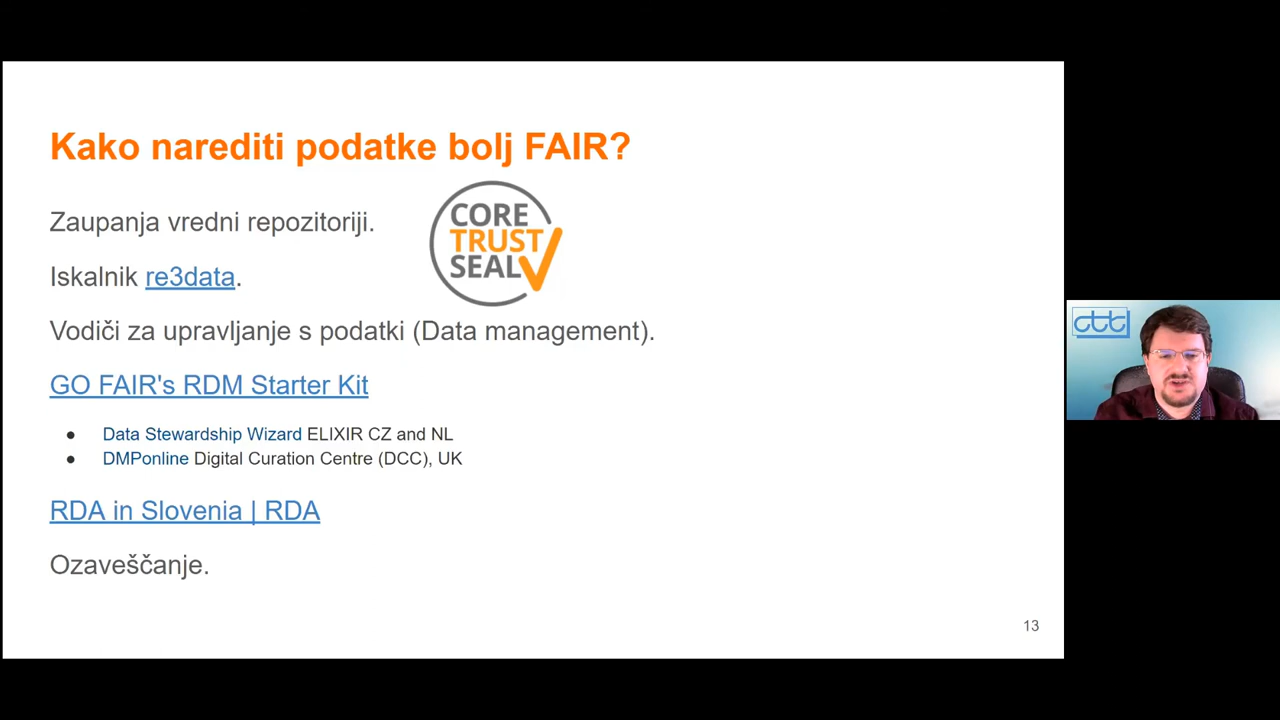 Kako narediti podatke bolj FAIR?
Zaupanja vredni repozitoriji.
CORE
TRUST
SEAL
Iskalnik re3data.
Vodiči za upravljanje s podatki (Data management).
GO FAIR's RDM Starter Kit
● Data Stewardship Wizard ELIXIR CZ and NL
● DMPonline Digital Curation Centre (DCC), UK
RDA in Slovenia | RDA
Ozaveščanje.
13
ctt